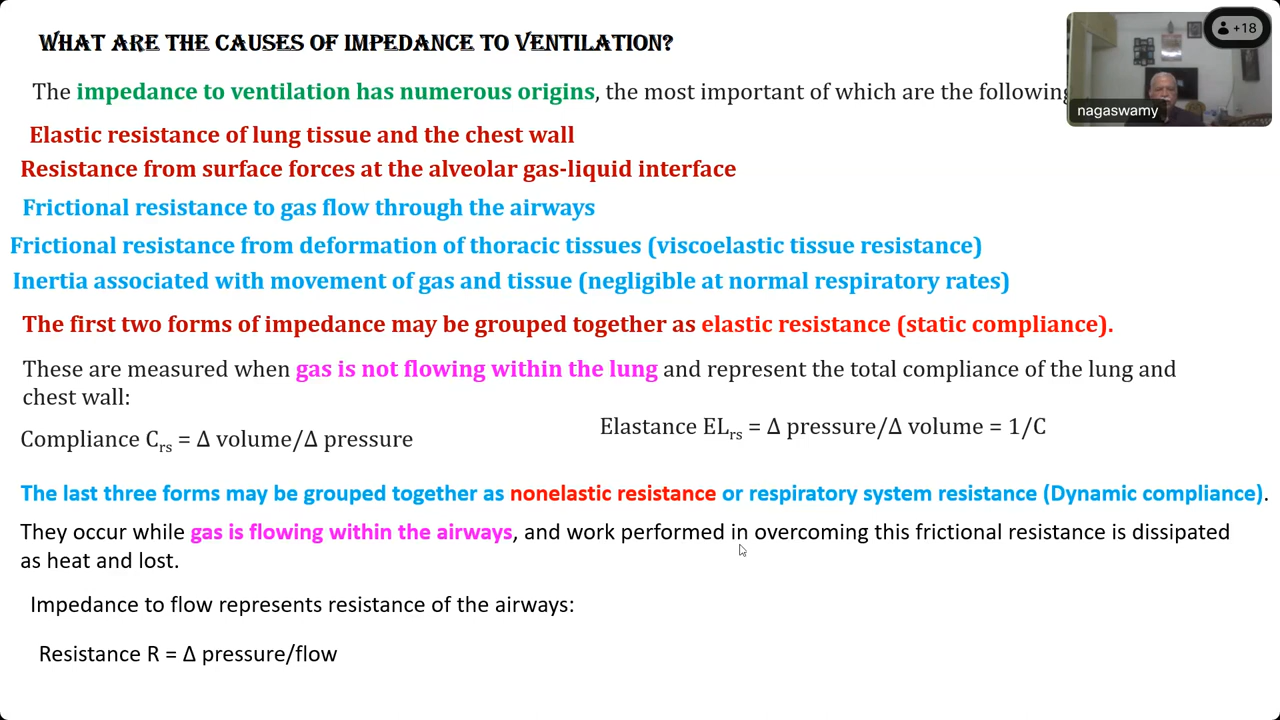 WHAT ARE THE CAUSES OF IMPEDANCE TO VENTILATION?
+18
The impedance to ventilation has numerous origins, the most important of which are the following
nagaswamy
Elastic resistance of lung tissue and the chest wall
Resistance from surface forces at the alveolar gas-liquid interface
Frictional resistance to gas flow through the airways
Frictional resistance from deformation of thoracic tissues (viscoelastic tissue resistance)
Inertia associated with movement of gas and tissue (negligible at normal respiratory rates)
The first two forms of impedance may be grouped together as elastic resistance (static compliance).
These are measured when gas is not flowing within the lung and represent the total compliance of the lung and
chest wall:
Compliance Crs = Δ volume/Δ pressure
Elastance ELrs = Δ pressure/Δ volume = 1/C
The last three forms may be grouped together as nonelastic resistance or respiratory system resistance (Dynamic compliance).
They occur while gas is flowing within the airways, and work performed in overcoming this frictional resistance is dissipated
as heat and lost.
Impedance to flow represents resistance of the airways:
Resistance R = Δ pressure/flow